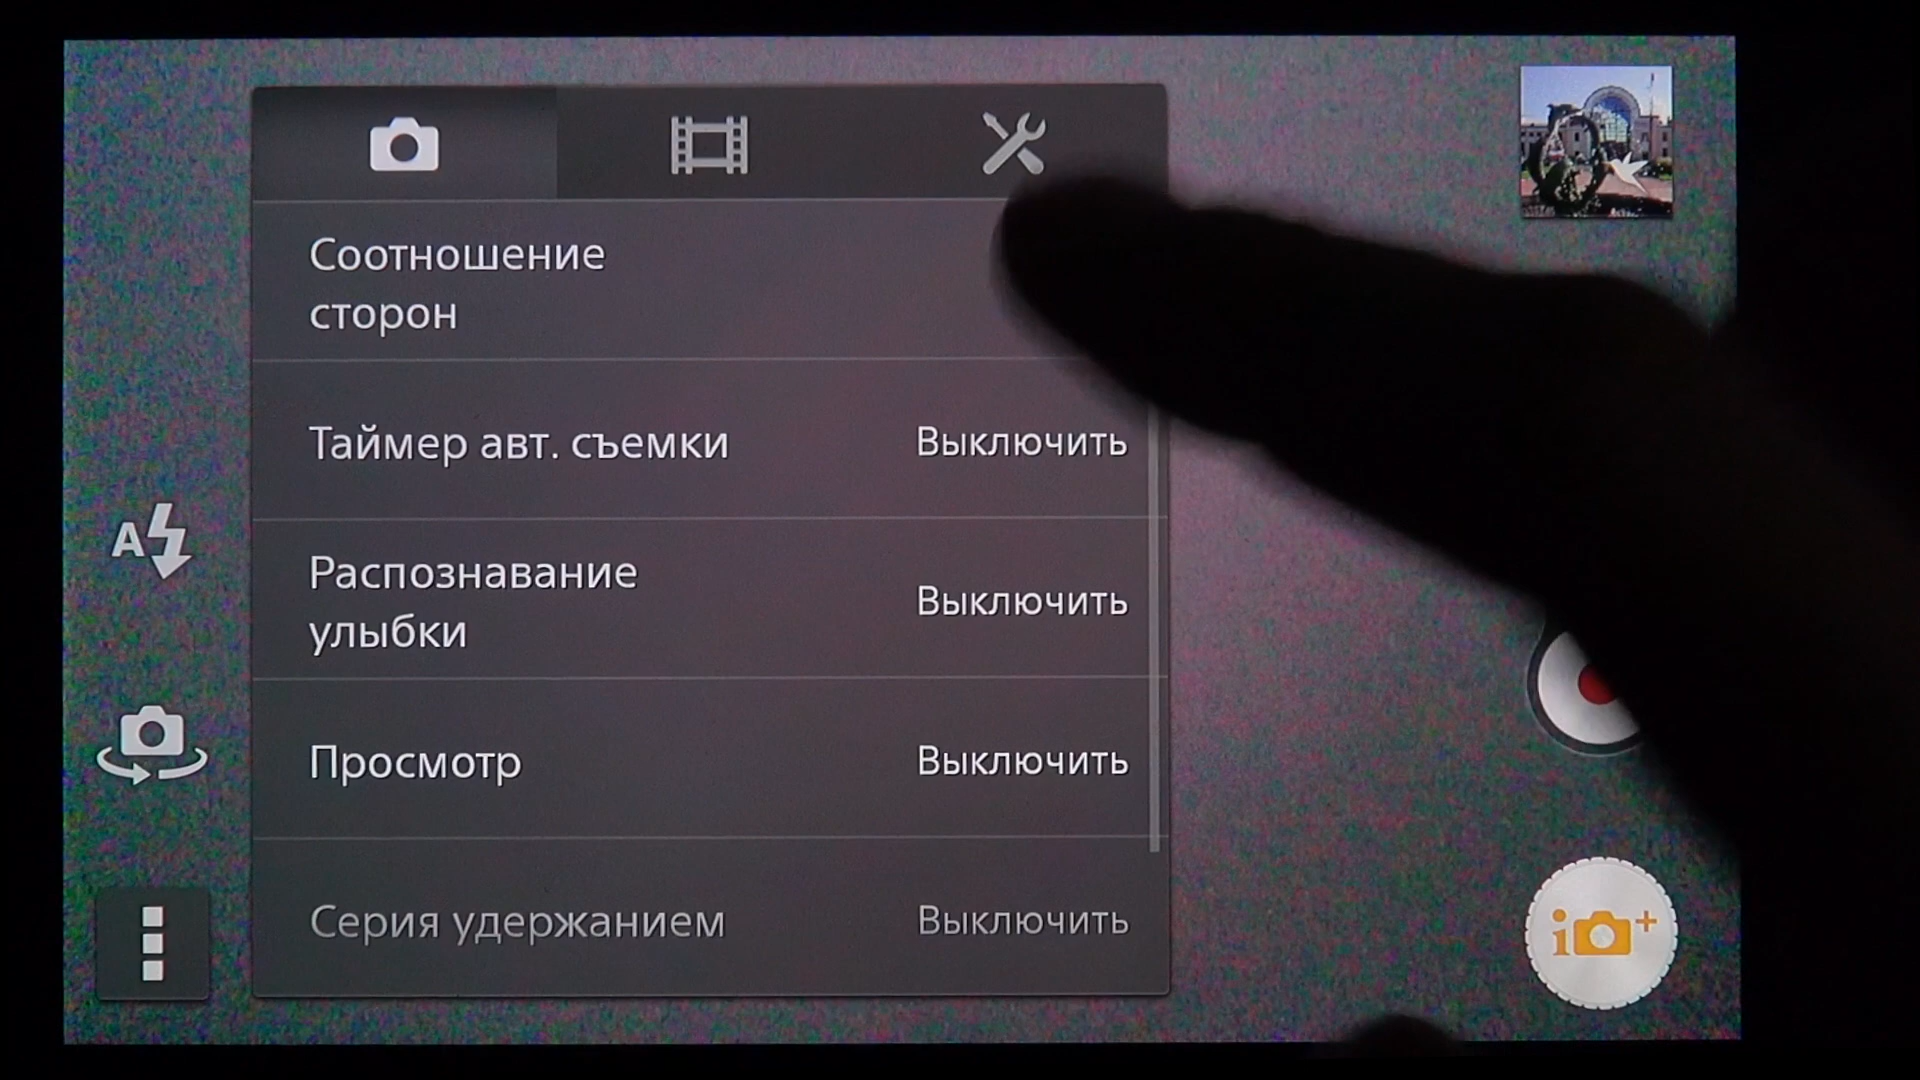 Соотношение
сторон
Таймер авт. съемки
Выключить
Распознавание
улыбки
Выключить
Просмотр
Выключить
Серия удержанием
Выключить
A
i+